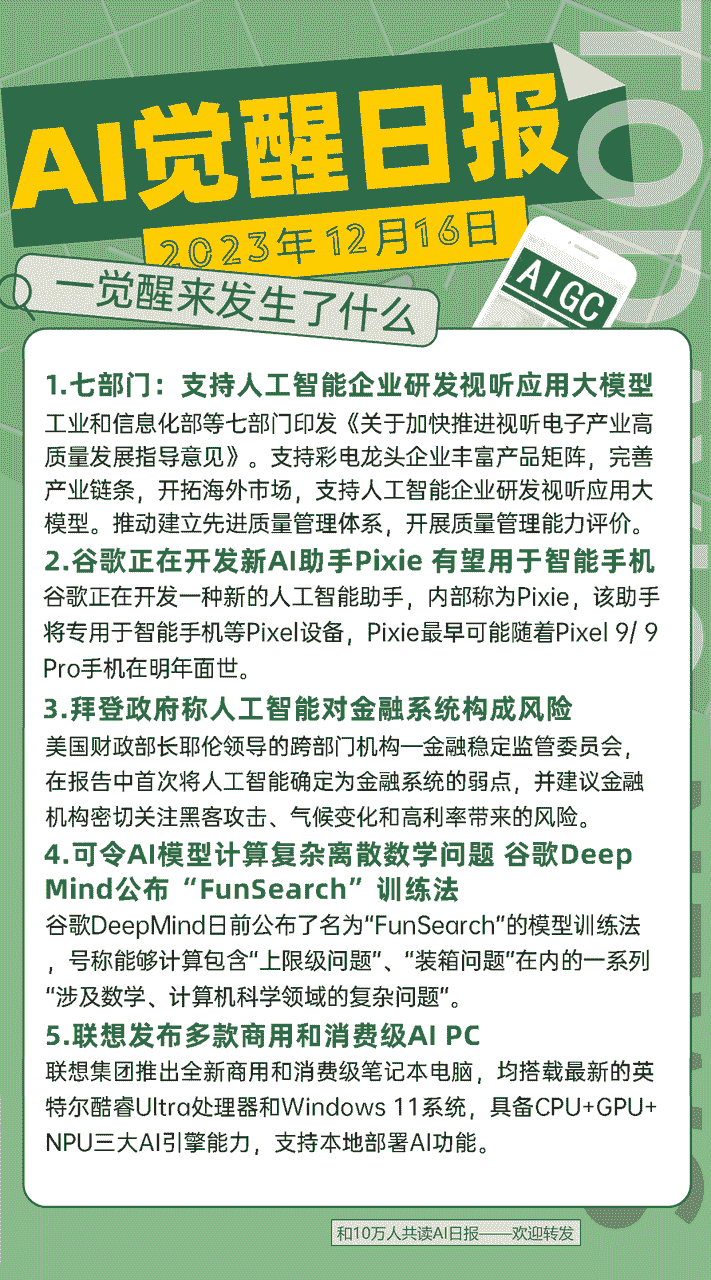 AI觉醒日报
2023年12月16日
一觉醒来发生了什么
AIGC
1.七部门：支持人工智能企业研发视听应用大模型
工业和信息化部等七部门印发《关于加快推进视听电子产业高
质量发展指导意见》。支持彩电龙头企业丰富产品矩阵，完善
产业链条，开拓海外市场，支持人工智能企业研发视听应用大
模型。推动建立先进质量管理体系，开展质量管理能力评价。
2.谷歌正在开发新AI助手Pixie 有望用于智能手机
谷歌正在开发一种新的人工智能助手，内部称为Pixie，该助手
将专用于智能手机等Pixel设备，Pixie最早可能随着Pixel 9/ 9
Pro手机在明年面世。
3.拜登政府称人工智能对金融系统构成风险
美国财政部长耶伦领导的跨部门机构—金融稳定监管委员会，
在报告中首次将人工智能确定为金融系统的弱点，并建议金融
机构密切关注黑客攻击、气候变化和高利率带来的风险。
4.可令AI模型计算复杂离散数学问题 谷歌Deep
Mind公布“FunSearch”训练法
谷歌DeepMind日前公布了名为“FunSearch”的模型训练法
，号称能够计算包含“上限级问题”、“装箱问题”在内的一系列
“涉及数学、计算机科学领域的复杂问题”。
5.联想发布多款商用和消费级AI PC
联想集团推出全新商用和消费级笔记本电脑，均搭载最新的英
特尔酷睿Ultra处理器和Windows 11系统，具备CPU+GPU+
NPU三大AI引擎能力，支持本地部署AI功能。
和10万人共读AI日报——欢迎转发